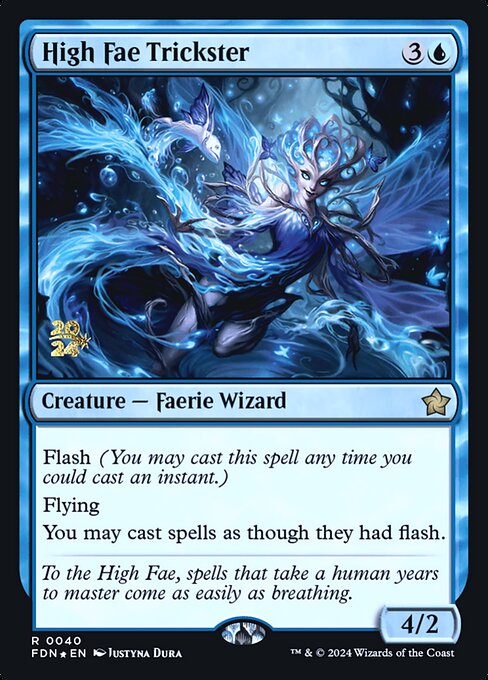 High Fae Trickster 3
2024
Creature — Faerie Wizard
Flash (You may cast this spell any time you
could cast an instant.)
Flying
You may cast spells as though they had flash.
To the High Fae, spells that take a human years
to master come as easily as breathing.
4/2
R 0040
FDN★EN Justyna Dura ™ & © 2024 Wizards of the Coast